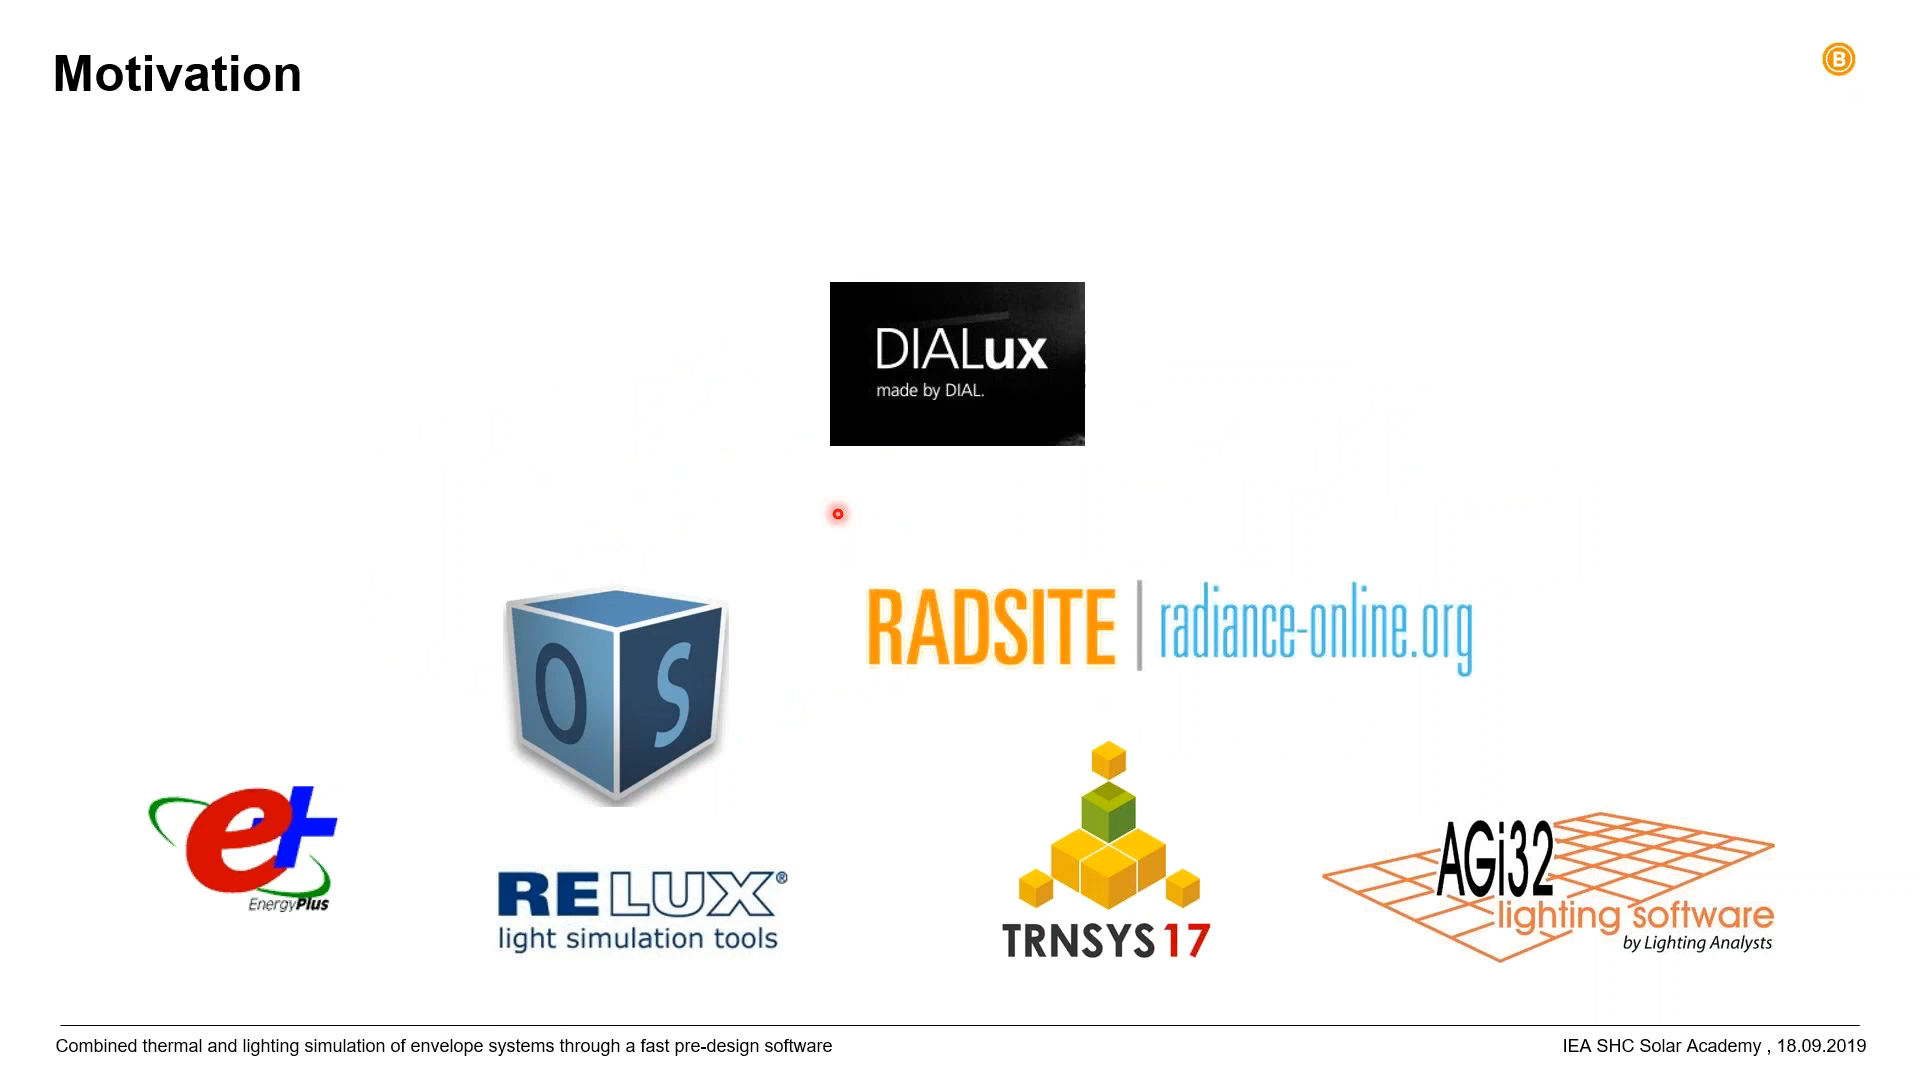 Motivation
B
DIALux
made by DIAL.
RADSITE | radiance-online.org
O S
e+
EnergyPlus
RELUX®
light simulation tools
TRNSYS 17
AGi32
lighting software
by Lighting Analysts
Combined thermal and lighting simulation of envelope systems through a fast pre-design software
IEA SHC Solar Academy , 18.09.2019